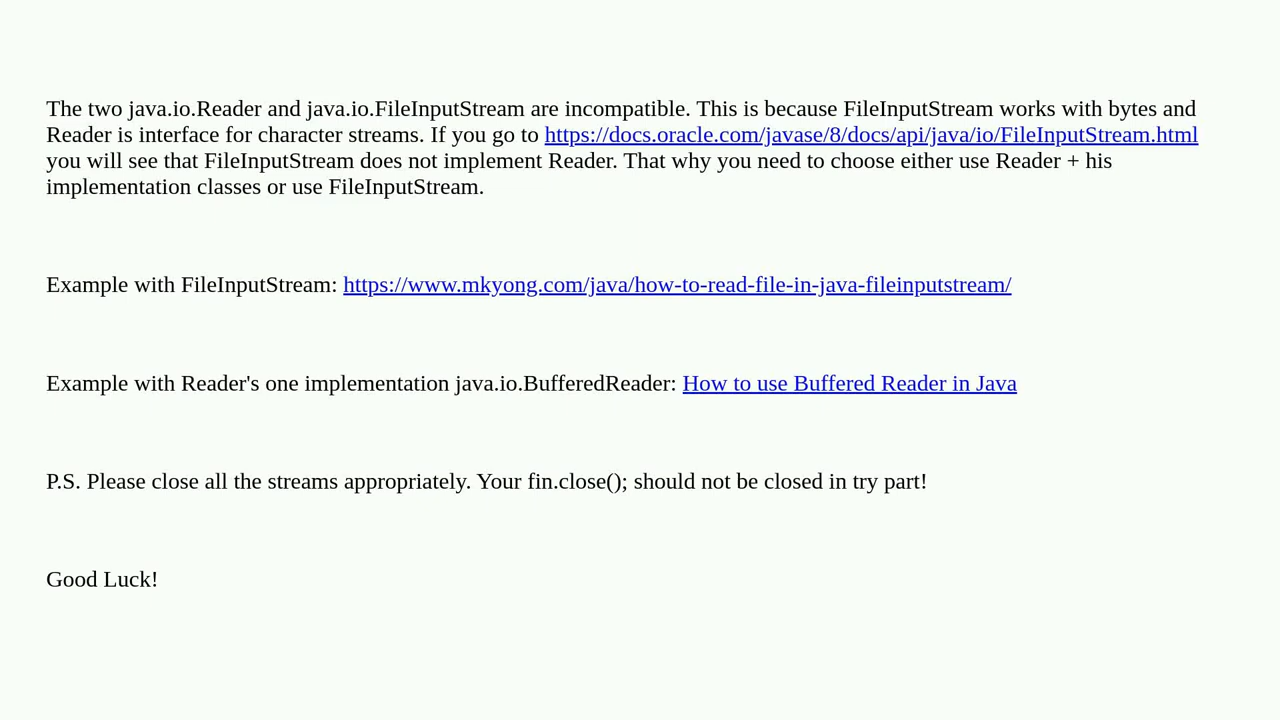 The two java.io.Reader and java.io.FileInputStream are incompatible. This is because FileInputStream works with bytes and
Reader is interface for character streams. If you go to https://docs.oracle.com/javase/8/docs/api/java/io/FileInputStream.html
you will see that FileInputStream does not implement Reader. That why you need to choose either use Reader + his
implementation classes or use FileInputStream.
Example with FileInputStream: https://www.mkyong.com/java/how-to-read-file-in-java-fileinputstream/
Example with Reader's one implementation java.io.BufferedReader: How to use Buffered Reader in Java
P.S. Please close all the streams appropriately. Your fin.close(); should not be closed in try part!
Good Luck!